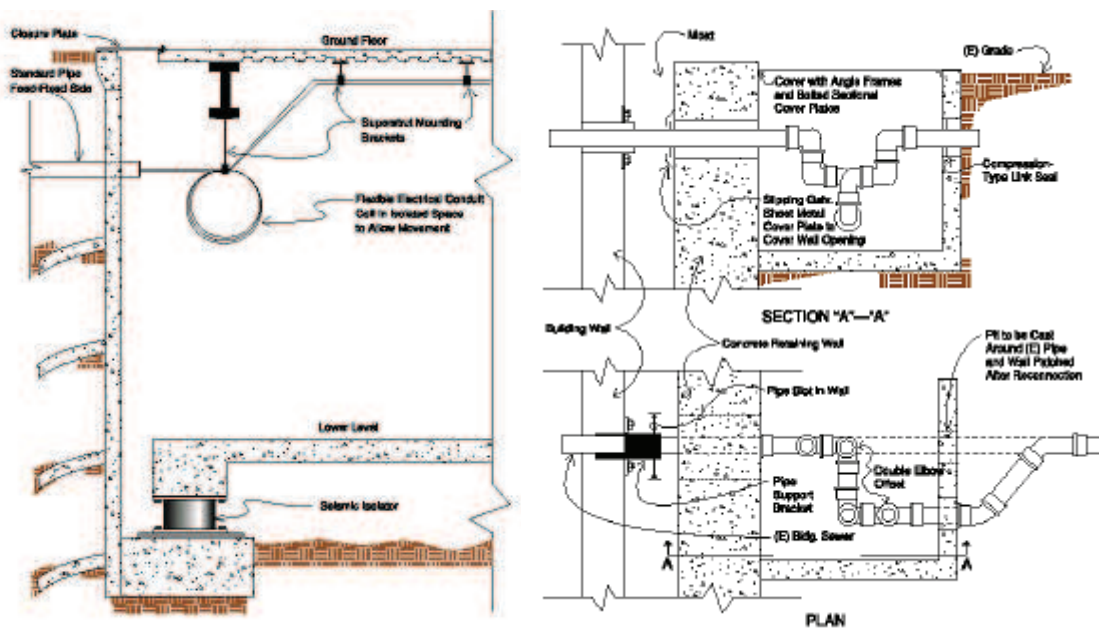 Closure Plate
Ground Floor
Standard Pipe
Feed-Fixed Side
Superstrut Mounting
Brackets
Flexible Electrical Conduit
Coil in Isolated Space
to Allow Movement
Lower Level
Seismic Isolator
Moat
(E) Grade
Cover with Angle Frames
and Bolted Sectional
Cover Plates
Compression-
Type Link Seal
Slipping Galv.
Sheet Metal
Cover Plate to
Cover Wall Opening
SECTION "A"—"A"
Building Wall
Concrete Retaining Wall
Pit to be Cast
Around (E) Pipe
and Wall Patched
After Reconnection
Pipe Slot in Wall
Double Elbow
Offset
Pipe
Support
Bracket
(E) Bldg. Sewer
A
A
PLAN